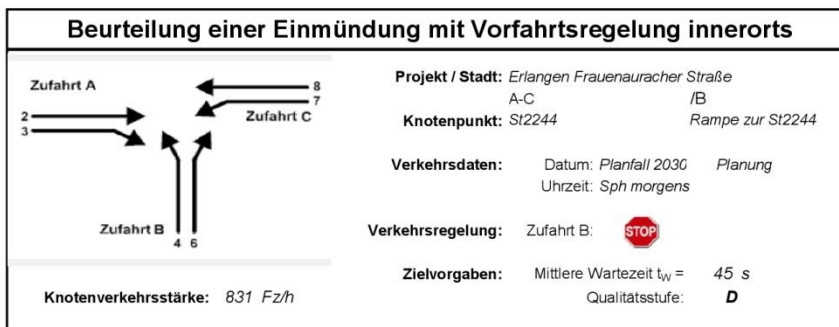 Beurteilung einer Einmündung mit Vorfahrtsregelung innerorts
Zufahrt A
8
7
2
3
Zufahrt C
Zufahrt B
4 6
Knotenverkehrsstärke: 831 Fz/h
Projekt / Stadt: Erlangen Frauenauracher Straße
A-C /B
Knotenpunkt: St2244 Rampe zur St2244
Verkehrsdaten: Datum: Planfall 2030 Planung
Uhrzeit: Sph morgens
Verkehrsregelung: Zufahrt B: STOP
Zielvorgaben: Mittlere Wartezeit tW = 45 s
Qualitätsstufe: D